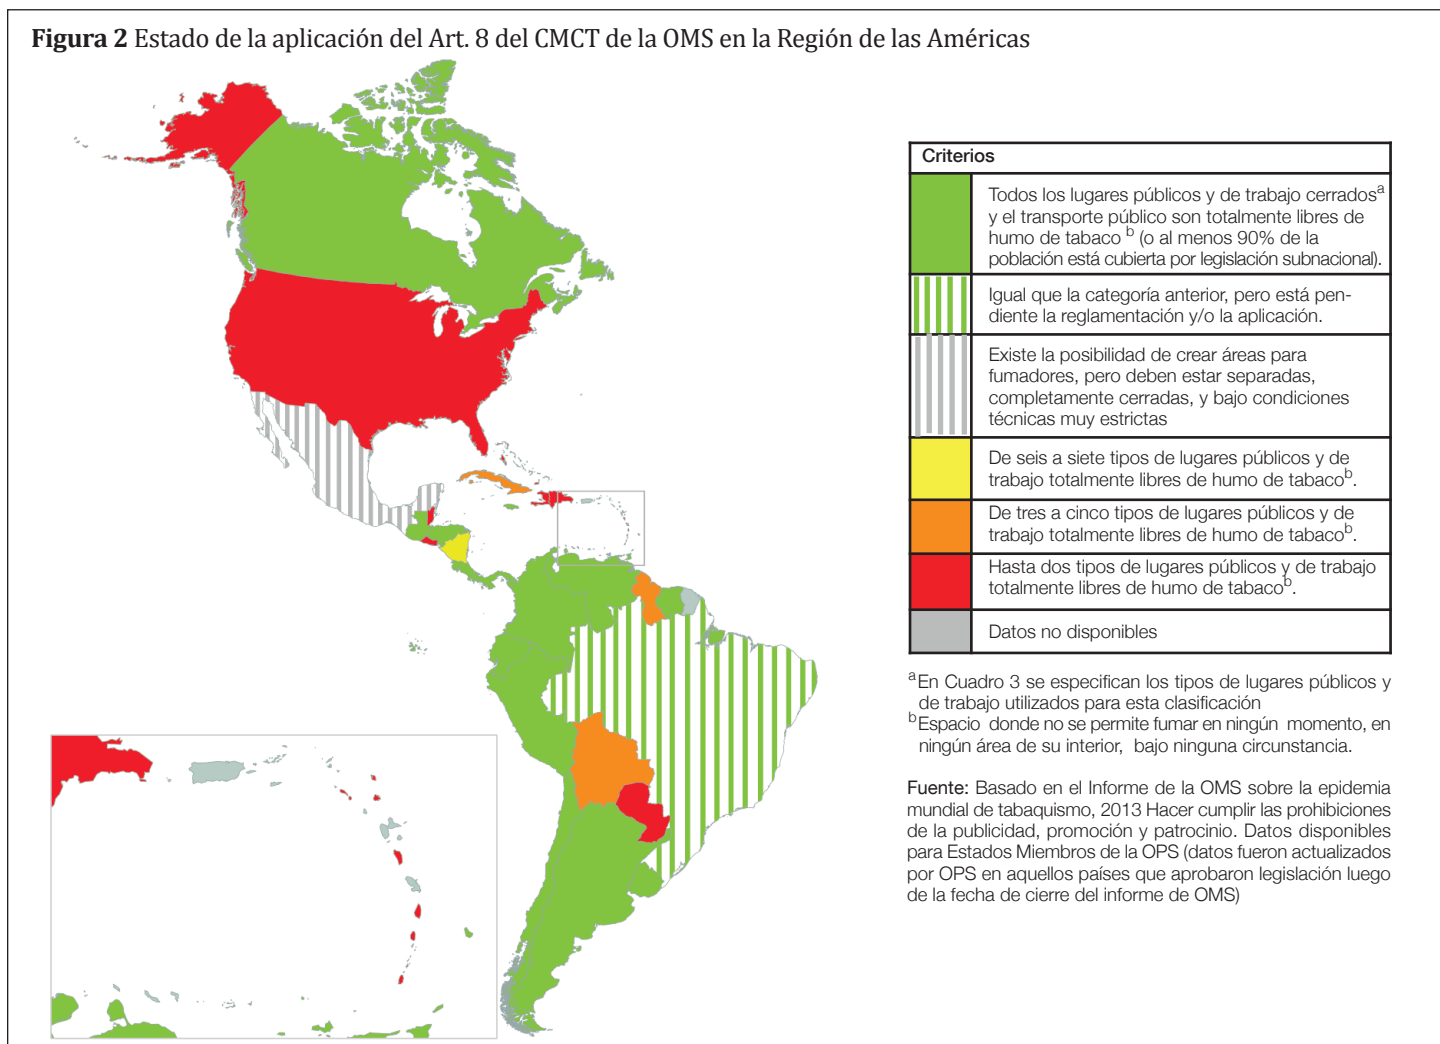 Figura 2 Estado de la aplicación del Art. 8 del CMCT de la OMS en la Región de las Américas
Criterios
Todos los lugares públicos y de trabajo cerradosa
y el transporte público son totalmente libres de
humo de tabaco b (o al menos 90% de la
población está cubierta por legislación subnacional).
Igual que la categoría anterior, pero está pen-
diente la reglamentación y/o la aplicación.
Existe la posibilidad de crear áreas para
fumadores, pero deben estar separadas,
completamente cerradas, y bajo condiciones
técnicas muy estrictas
De seis a siete tipos de lugares públicos y de
trabajo totalmente libres de humo de tabacob.
De tres a cinco tipos de lugares públicos y de
trabajo totalmente libres de humo de tabacob.
Hasta dos tipos de lugares públicos y de trabajo
totalmente libres de humo de tabacob.
Datos no disponibles
a En Cuadro 3 se especifican los tipos de lugares públicos y
de trabajo utilizados para esta clasificación
b Espacio donde no se permite fumar en ningún momento, en
ningún área de su interior, bajo ninguna circunstancia.
Fuente: Basado en el Informe de la OMS sobre la epidemia
mundial de tabaquismo, 2013 Hacer cumplir las prohibiciones
de la publicidad, promoción y patrocinio. Datos disponibles
para Estados Miembros de la OPS (datos fueron actualizados
por OPS en aquellos países que aprobaron legislación luego
de la fecha de cierre del informe de OMS)